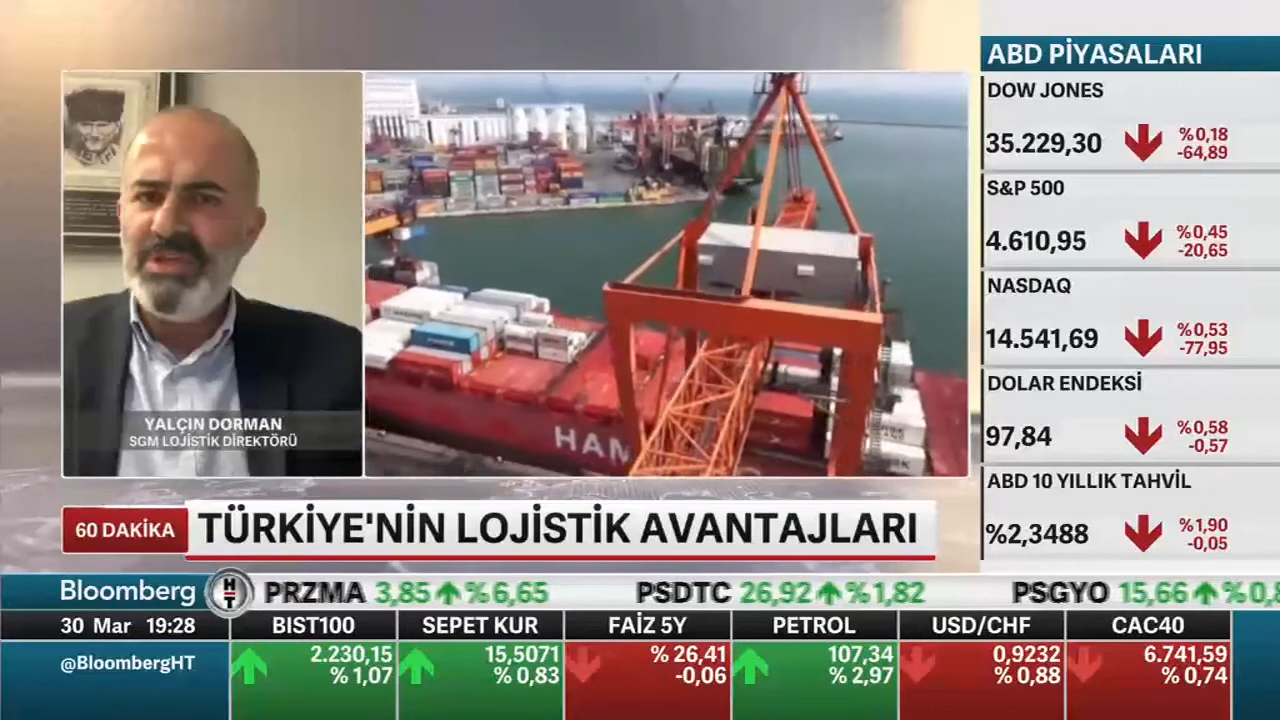 ABD PİYASALARI
DOW JONES
35.229,30
%0,18
-64,89
S&P 500
4.610,95
%0,45
-20,65
NASDAQ
14.541,69
%0,53
-77,95
DOLAR ENDEKSİ
97,84
%0,58
-0,57
ABD 10 YILLIK TAHVİL
%2,3488
%1,90
-0,05
YALÇIN DORMAN
SGM LOJİSTİK DİREKTÖRÜ
HAM
60 DAKİKA
TÜRKİYE'NİN LOJİSTİK AVANTAJLARI
Bloomberg HT
PRZMA 3,85 %6,65 PSDTC 26,92 %1,82 PSGYO 15,66
30 Mar 19:28
@BloombergHT
BIST100
2.230,15
% 1,07
SEPET KUR
15,5071
% 0,83
FAİZ 5Y
% 26,41
-0,06
PETROL
107,34
% 2,97
USD/CHF
0,9232
% 0,88
CAC40
6.741,59
% 0,74